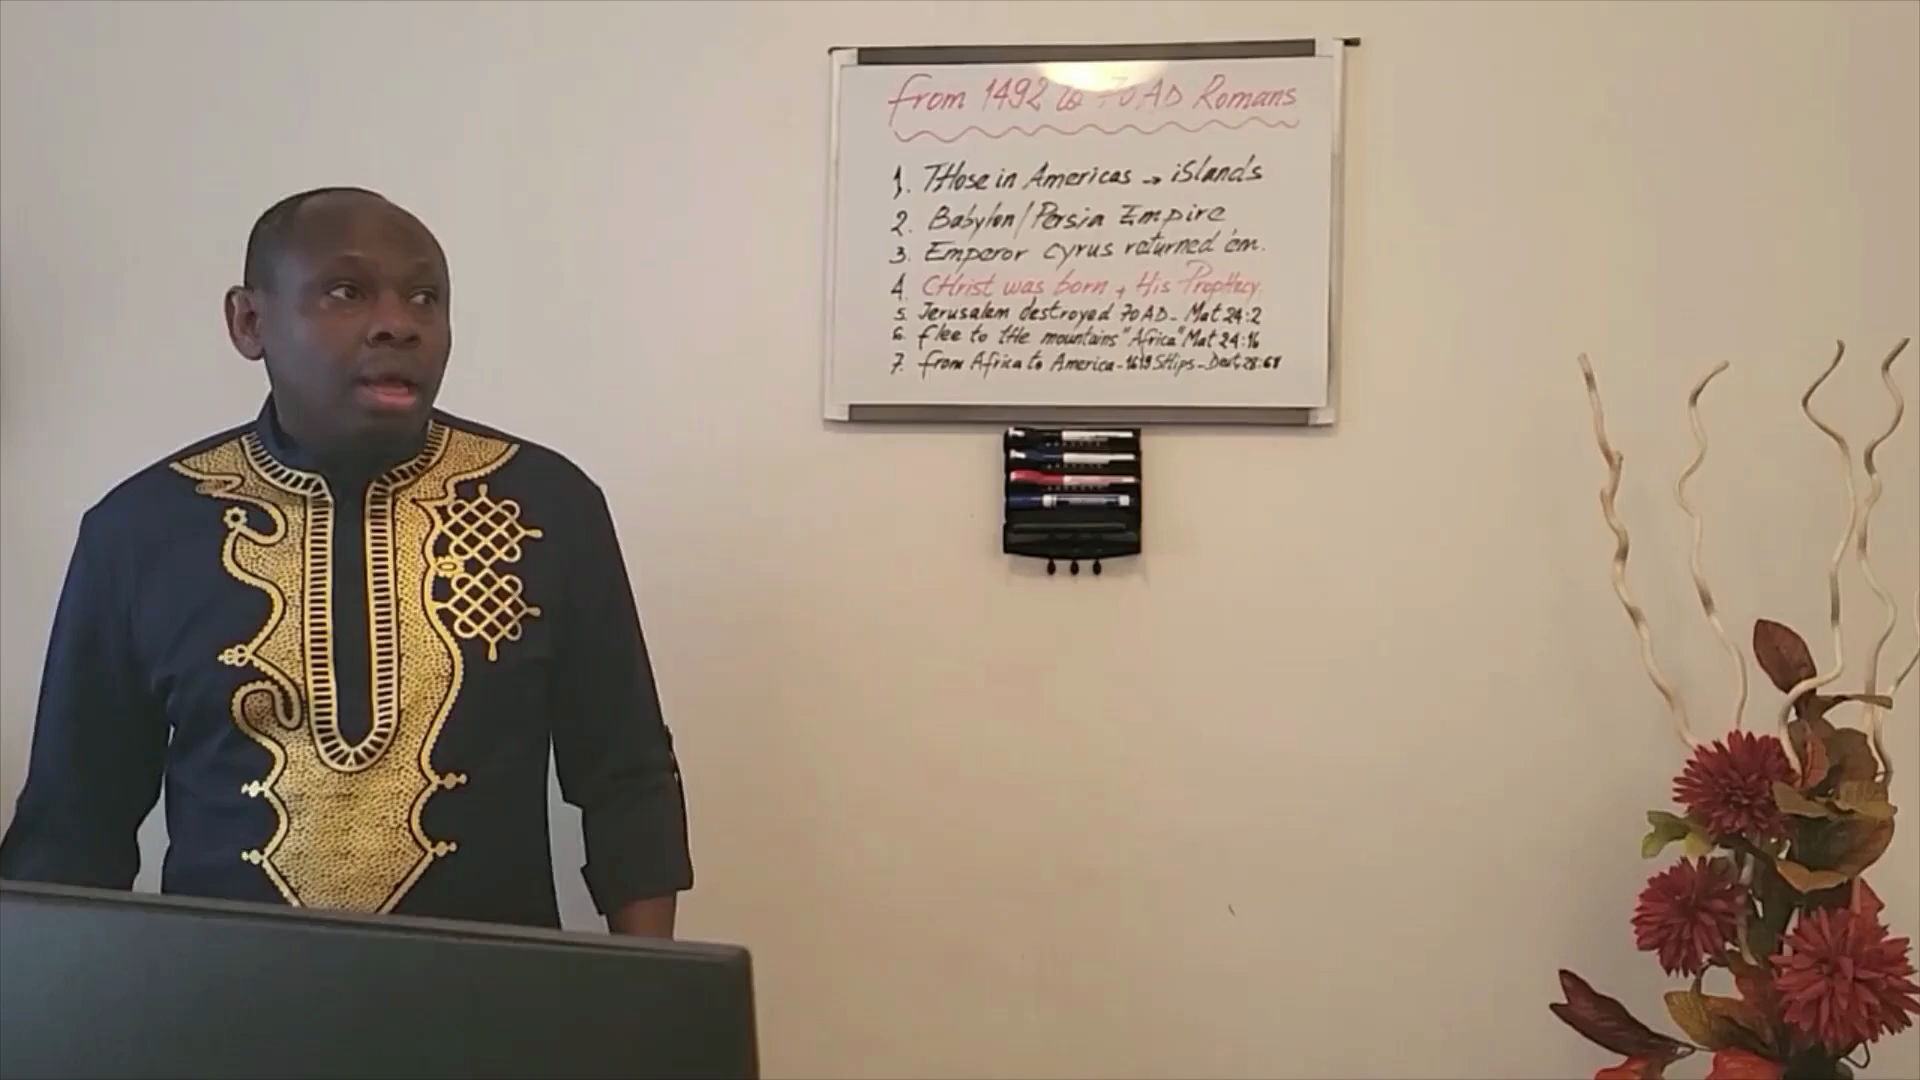 from 1492 to 70 AD Romans
1. THose in Americas → iSlands
2. Babylon/Persia Empire
3. Emperor cyrus returned 'em.
4. CHrist was born + His PropHecy.
5. Jerusalem destroyed 70 AD - Mat 24:2
6. flee to tHe mountains "Africa" Mat 24:16
7. from Africa to America - 1619 SHips - Deut 28:68